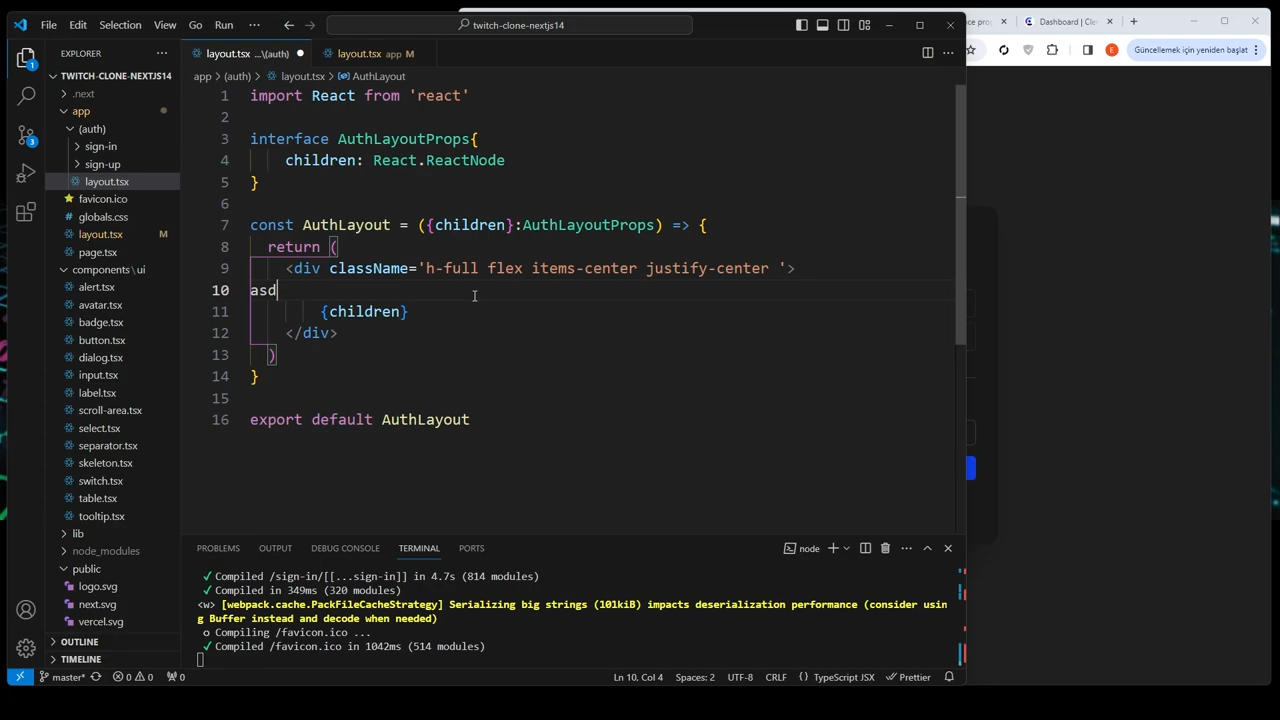 File Edit Selection View Go Run ··· twitch-clone-nextjs14
Dashboard | Cle
Güncellemek için yeniden başlat
E
EXPLORER
TWITCH-CLONE-NEXTJS14
.next
app
(auth)
sign-in
sign-up
layout.tsx
favicon.ico
globals.css
layout.tsx M
page.tsx
components\ui
alert.tsx
avatar.tsx
badge.tsx
button.tsx
dialog.tsx
input.tsx
label.tsx
scroll-area.tsx
select.tsx
separator.tsx
skeleton.tsx
switch.tsx
table.tsx
tooltip.tsx
lib
node_modules
public
logo.svg
next.svg
vercel.svg
OUTLINE
TIMELINE
1
3
layout.tsx ...\(auth) layout.tsx app M
app > (auth) > layout.tsx > AuthLayout
1 import React from 'react'
2
3 interface AuthLayoutProps{
4 children: React.ReactNode
5 }
6
7 const AuthLayout = ({children}:AuthLayoutProps) => {
8 return (
9 <div className='h-full flex items-center justify-center '>
10 asd
11 {children}
12 </div>
13 )
14 }
15
16 export default AuthLayout
PROBLEMS OUTPUT DEBUG CONSOLE TERMINAL PORTS node
✓ Compiled /sign-in/[[...sign-in]] in 4.7s (814 modules)
✓ Compiled in 349ms (320 modules)
<w> [webpack.cache.PackFileCacheStrategy] Serializing big strings (101kiB) impacts deserialization performance (consider usin
g Buffer instead and decode when needed)
o Compiling /favicon.ico ...
✓ Compiled /favicon.ico in 1042ms (514 modules)
master* 0 0 0 Ln 10, Col 4 Spaces: 2 UTF-8 CRLF {} TypeScript JSX Prettier